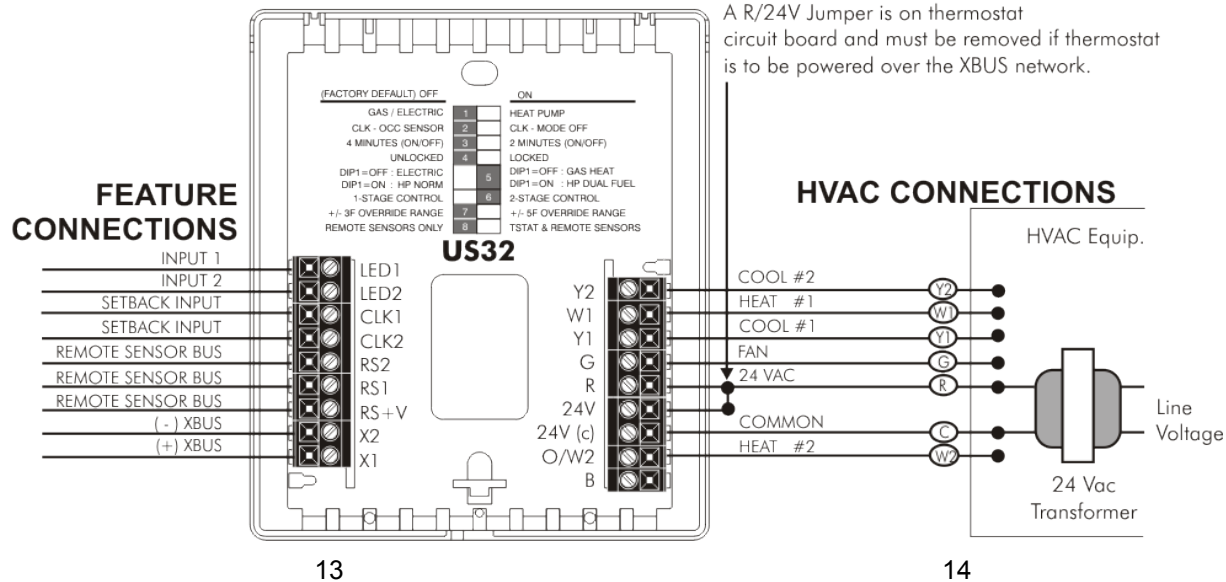 A R/24V Jumper is on thermostat
circuit board and must be removed if thermostat
is to be powered over the XBUS network.
(FACTORY DEFAULT) OFF ON
GAS / ELECTRIC 1 HEAT PUMP
CLK - OCC SENSOR 2 CLK - MODE OFF
4 MINUTES (ON/OFF) 3 2 MINUTES (ON/OFF)
UNLOCKED 4 LOCKED
DIP1=OFF : ELECTRIC 5 DIP1=OFF : GAS HEAT
DIP1=ON : HP NORM DIP1=ON : HP DUAL FUEL
1-STAGE CONTROL 6 2-STAGE CONTROL
+/- 3F OVERRIDE RANGE 7 +/- 5F OVERRIDE RANGE
REMOTE SENSORS ONLY 8 TSTAT & REMOTE SENSORS
US32
FEATURE
CONNECTIONS
INPUT 1 LED1
INPUT 2 LED2
SETBACK INPUT CLK1
SETBACK INPUT CLK2
REMOTE SENSOR BUS RS2
REMOTE SENSOR BUS RS1
REMOTE SENSOR BUS RS+V
( - ) XBUS X2
(+) XBUS X1
HVAC CONNECTIONS
HVAC Equip.
Y2 COOL #2 Y2
W1 HEAT #1 W1
Y1 COOL #1 Y1
G FAN G
R 24 VAC R
24V
24V (c) COMMON C
O/W2 HEAT #2 W2
B
Line
Voltage
24 Vac
Transformer
13
14